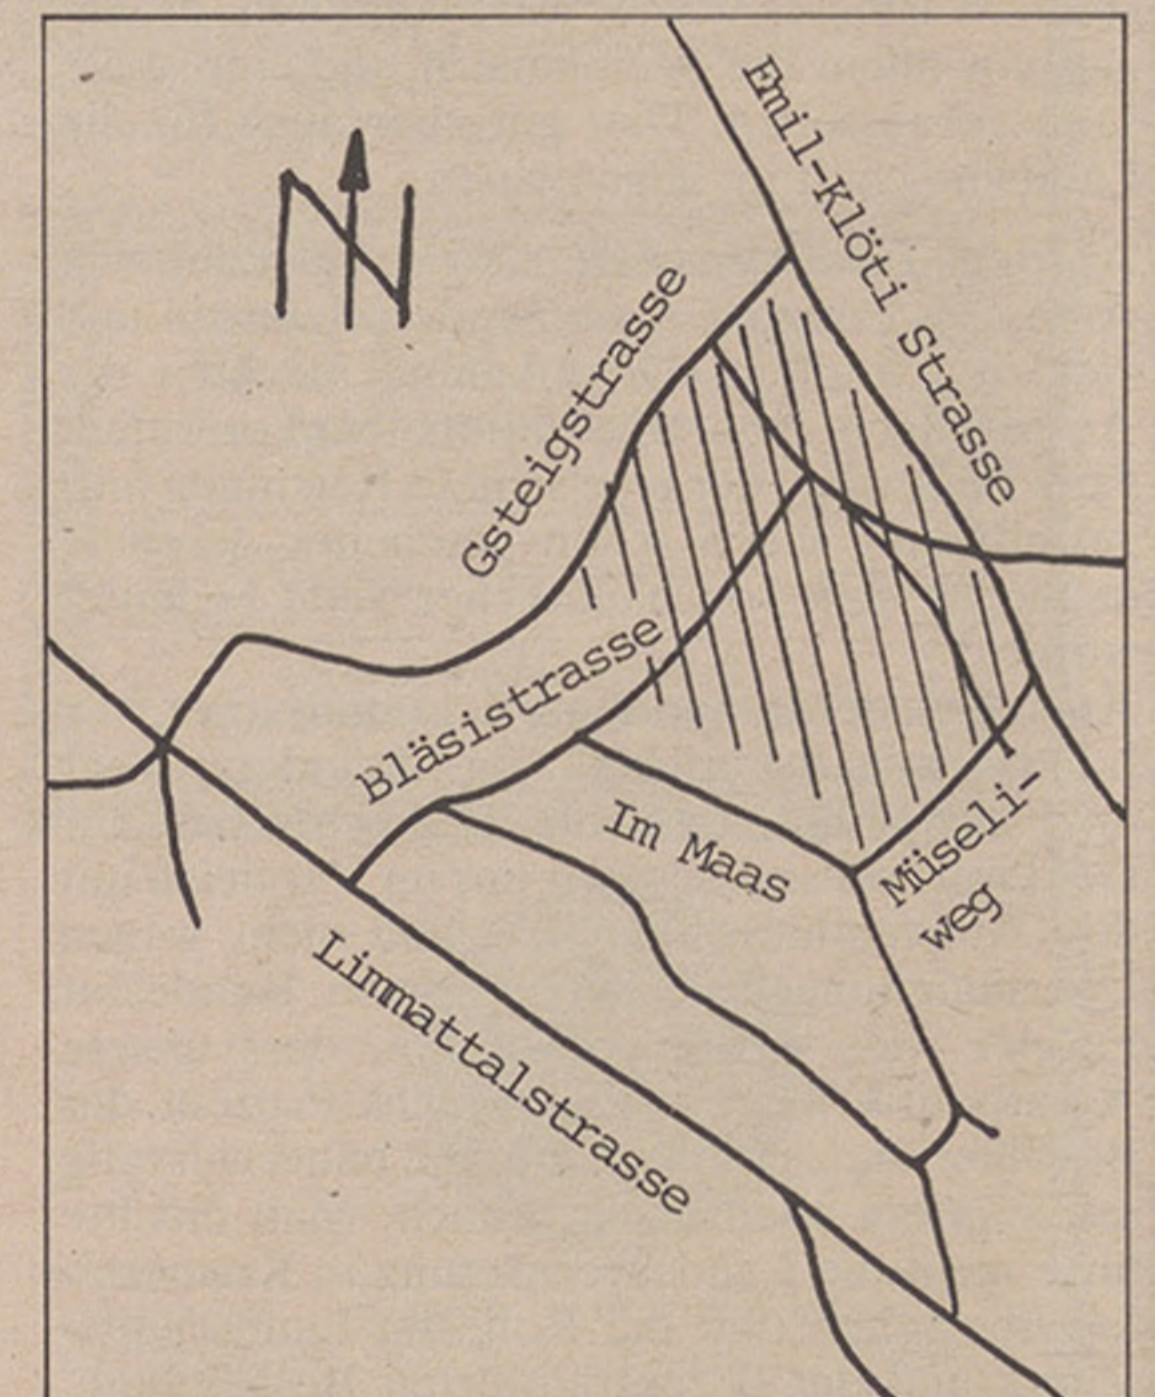 Emil-Klöti Strasse
N
Gsteigstrasse
Bläsistrasse
Im Maas
Müseli-
weg
Limmattalstrasse